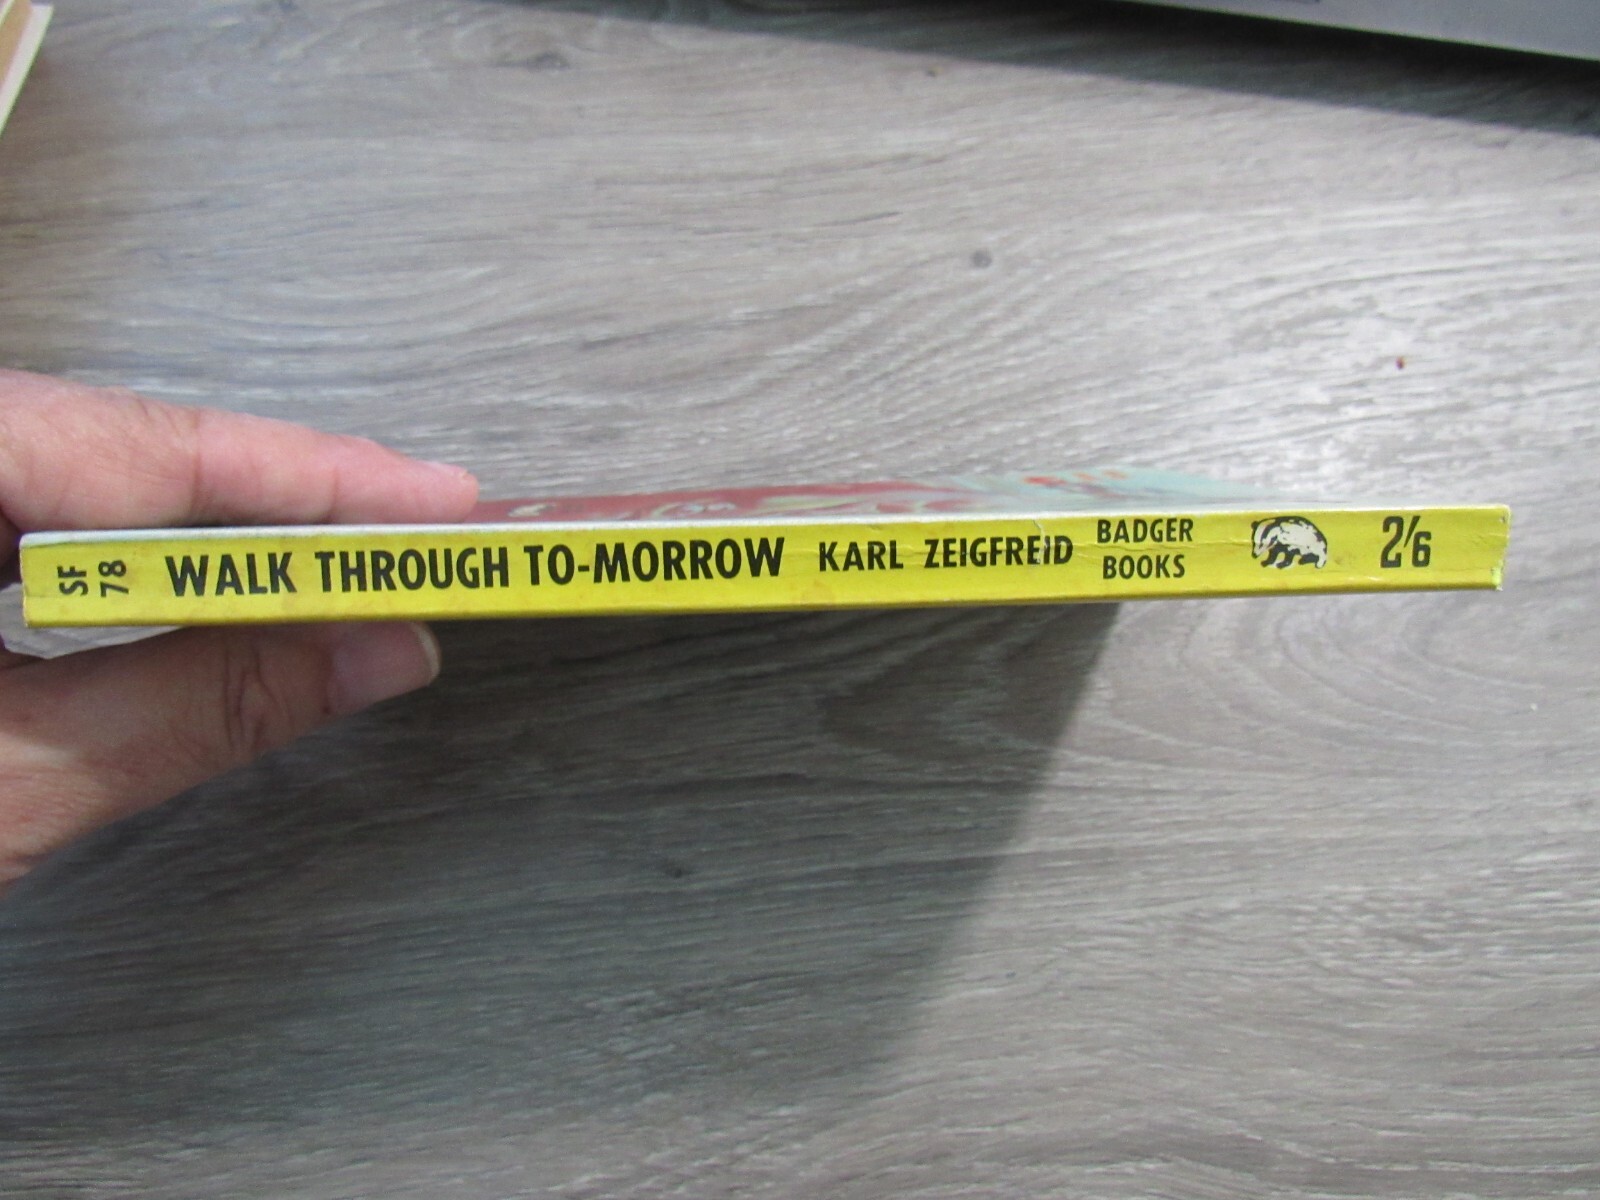 SF
78
WALK THROUGH TO-MORROW
KARL ZEIGFREID
BADGER
BOOKS
2/6